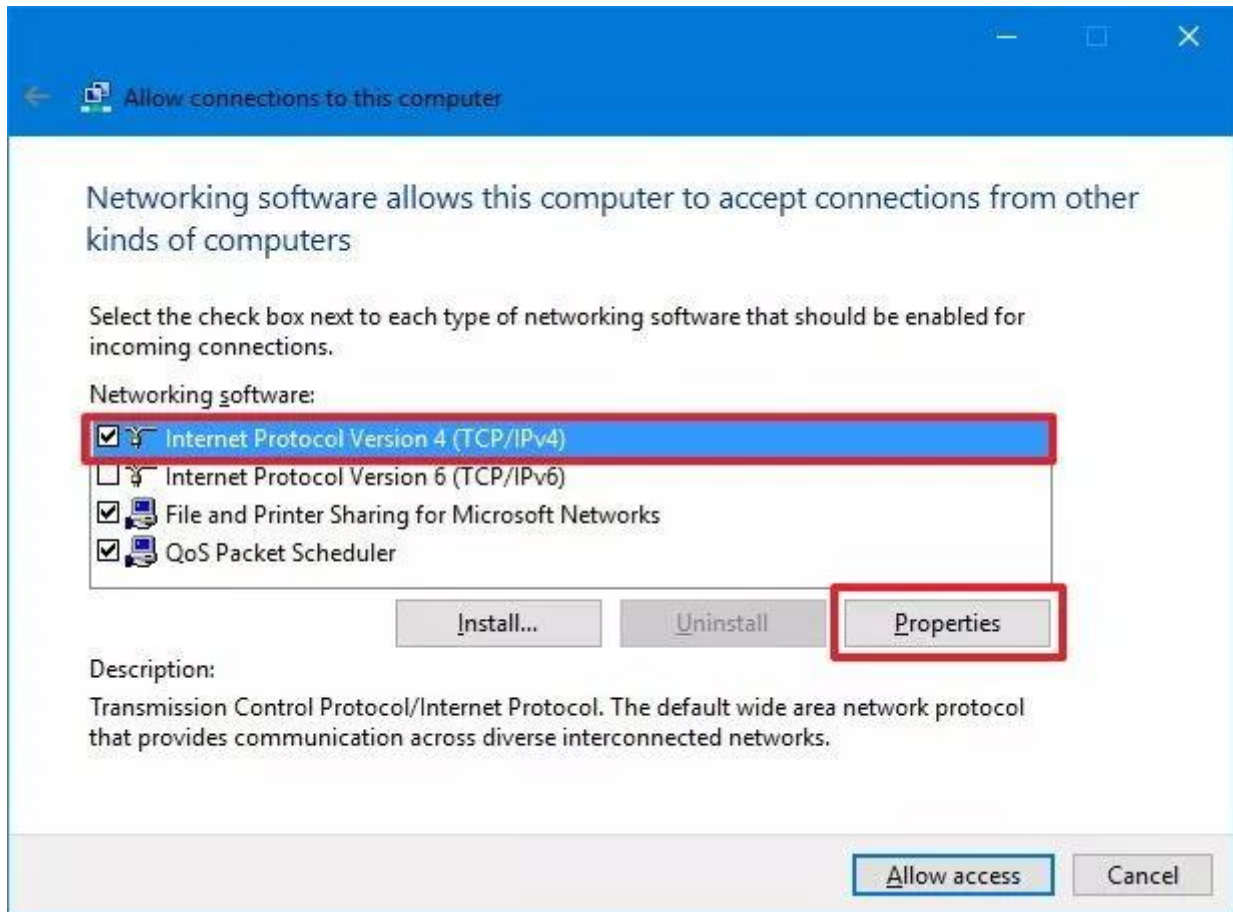 Allow connections to this computer
Networking software allows this computer to accept connections from other
kinds of computers
Select the check box next to each type of networking software that should be enabled for
incoming connections.
Networking software:
Internet Protocol Version 4 (TCP/IPv4)
Internet Protocol Version 6 (TCP/IPv6)
File and Printer Sharing for Microsoft Networks
QoS Packet Scheduler
Install... Uninstall Properties
Description:
Transmission Control Protocol/Internet Protocol. The default wide area network protocol
that provides communication across diverse interconnected networks.
Allow access Cancel